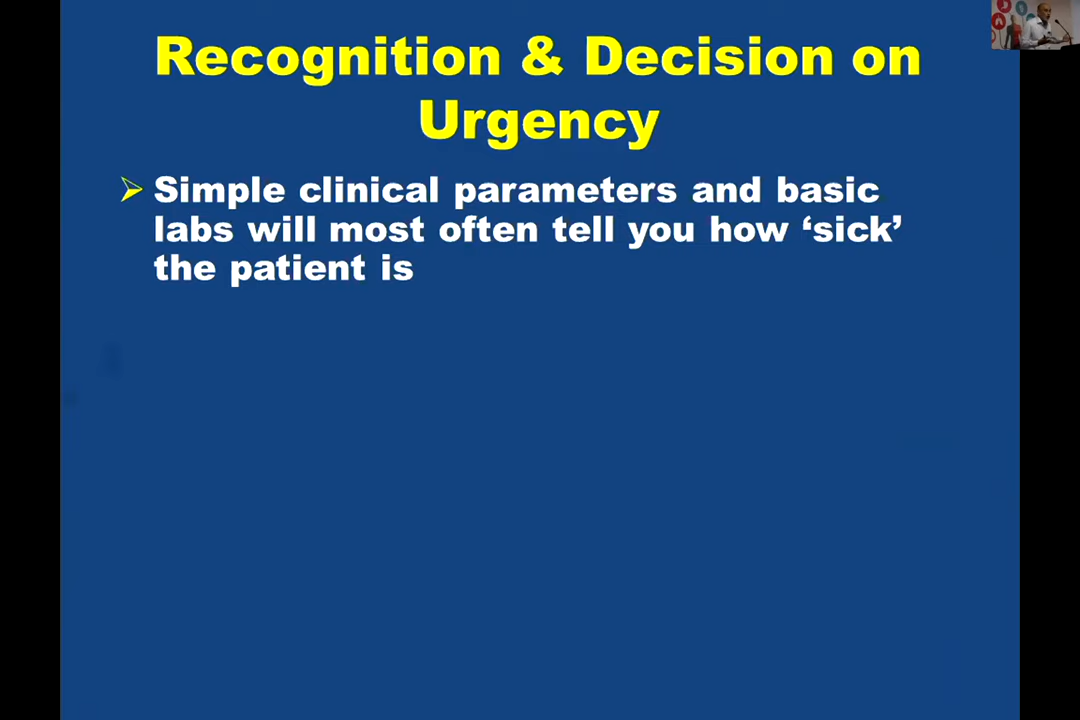 Recognition & Decision on
Urgency
➢ Simple clinical parameters and basic
labs will most often tell you how ‘sick’
the patient is